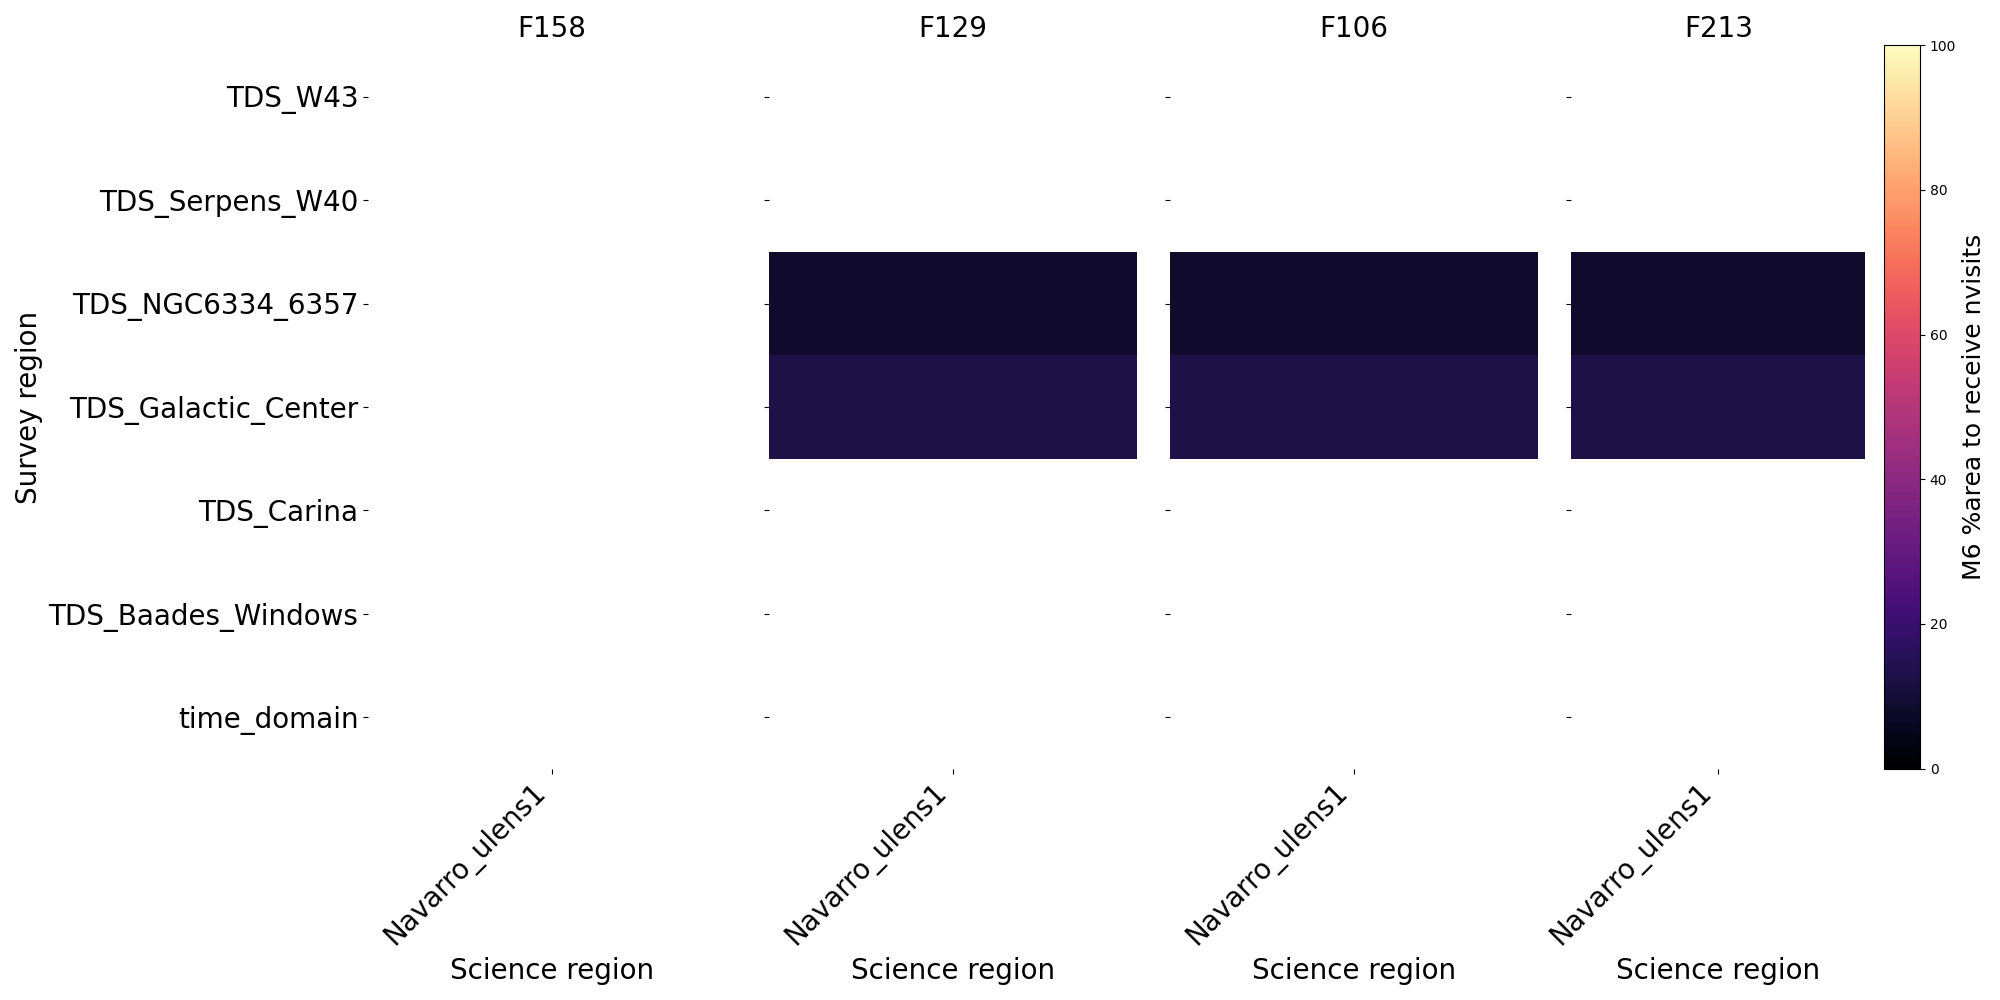 F158
F129
F106
F213
TDS_W43
TDS_Serpens_W40
TDS_NGC6334_6357
TDS_Galactic_Center
TDS_Carina
TDS_Baades_Windows
time_domain
Survey region
Navarro_ulens1
Navarro_ulens1
Navarro_ulens1
Navarro_ulens1
Science region
Science region
Science region
Science region
100
80
60
40
20
0
M6 %area to receive nvisits